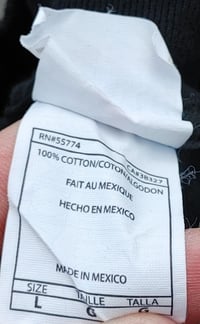 RN#55774 CA#38327
100% COTTON/COTON/ALGODON
FAIT AU MEXIQUE
HECHO EN MEXICO
MADE IN MEXICO
SIZE TAILLE TALLA
L G G